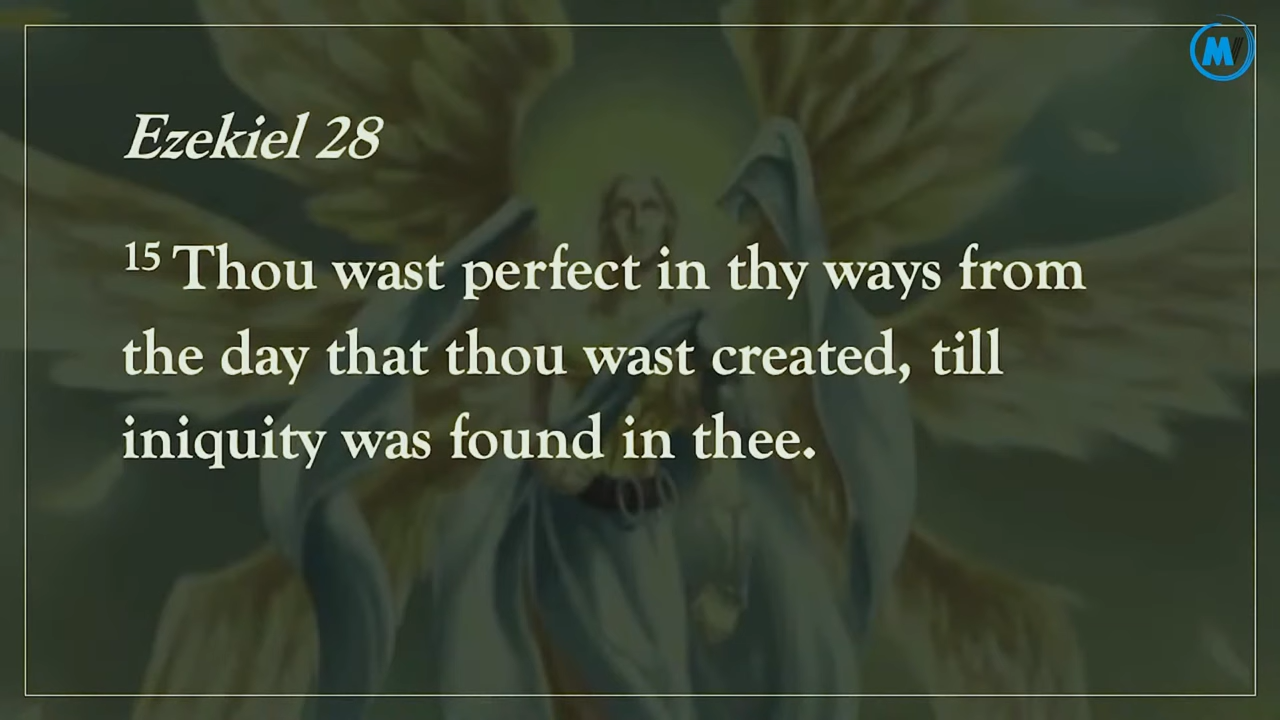 MV
Ezekiel 28
15 Thou wast perfect in thy ways from
the day that thou wast created, till
iniquity was found in thee.